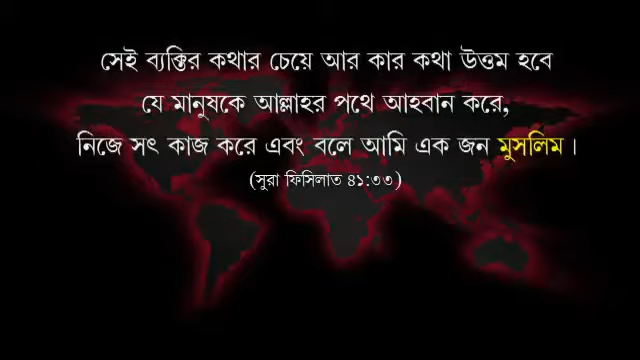 সেই ব্যক্তির কথার চেয়ে আর কার কথা উত্তম হবে
যে মানুষকে আল্লাহর পথে আহবান করে,
নিজে সৎ কাজ করে এবং বলে আমি এক জন মুসলিম।
(সুরা ফিসিলাত ৪১:৩৩)